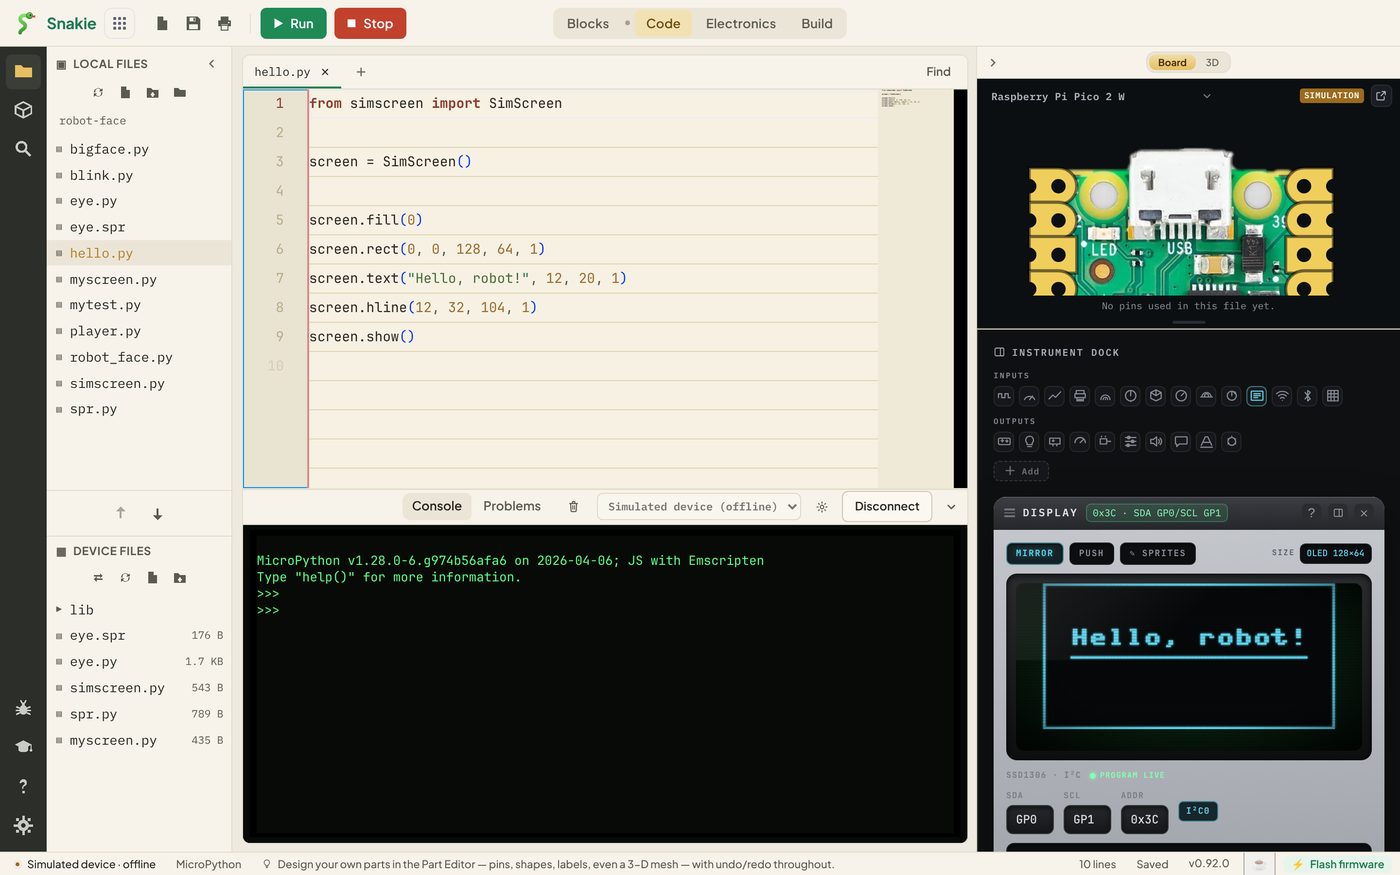 Snakie
Run
Stop
Blocks
Code
Electronics
Build
LOCAL FILES
robot-face
bigface.py
blink.py
eye.py
eye.spr
hello.py
myscreen.py
mytest.py
player.py
robot_face.py
simscreen.py
spr.py
DEVICE FILES
lib
eye.spr 176 B
eye.py 1.7 KB
simscreen.py 543 B
spr.py 789 B
myscreen.py 435 B
hello.py × +
Find
1 from simscreen import SimScreen
2
3 screen = SimScreen()
4
5 screen.fill(0)
6 screen.rect(0, 0, 128, 64, 1)
7 screen.text("Hello, robot!", 12, 20, 1)
8 screen.hline(12, 32, 104, 1)
9 screen.show()
10
Console
Problems
Simulated device (offline)
Disconnect
MicroPython v1.28.0-6.g974b56afa6 on 2026-04-06; JS with Emscripten
Type "help()" for more information.
>>>
>>>
Board
3D
Raspberry Pi Pico 2 W
SIMULATION
2
39
LED
USB
No pins used in this file yet.
INSTRUMENT DOCK
INPUTS
OUTPUTS
+ Add
DISPLAY
0x3C · SDA GP0/SCL GP1
? ×
MIRROR
PUSH
✎ SPRITES
SIZE
OLED 128×64
Hello, robot!
SSD1306 · I²C
PROGRAM LIVE
SDA
SCL
ADDR
GP0
GP1
0x3C
I²C0
Simulated device · offline
MicroPython
Design your own parts in the Part Editor — pins, shapes, labels, even a 3-D mesh — with undo/redo throughout.
10 lines
Saved
v0.92.0
Flash firmware